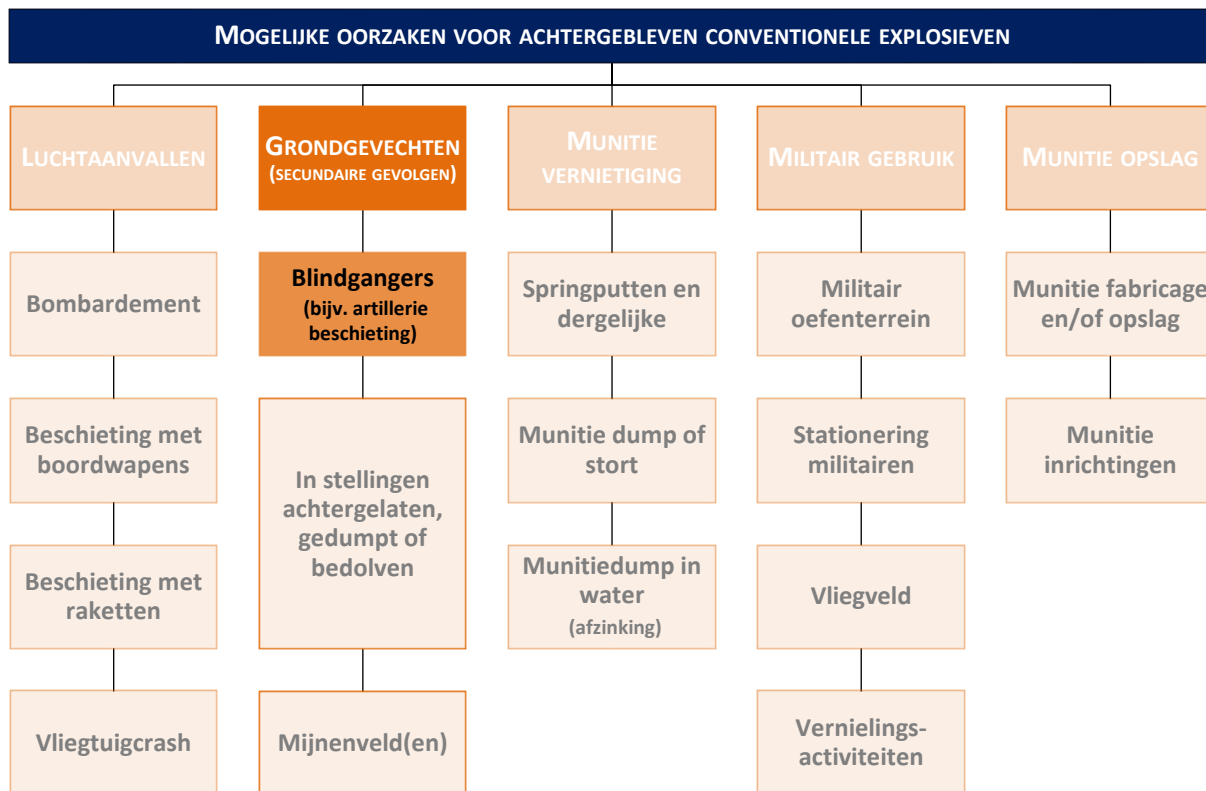 MOGELIJKE OORZAKEN VOOR ACHTERGEBLEVEN CONVENTIONELE EXPLOSIEVEN
LUCHTAANVALLEN
Bombardement
Beschieting met
boordwapens
Beschieting met
raketten
Vliegtuigcrash
GRONDGEVECHTEN
(SECUNDAIRE GEVOLGEN)
Blindgangers
(bijv. artillerie
beschieting)
In stellingen
achtergelaten,
gedumpt of
bedolven
Mijnenveld(en)
MUNITIE
VERNIETIGING
Springputten en
dergelijke
Munitie dump of
stort
Munitiedump in
water
(afzinking)
MILITAIR GEBRUIK
Militair
oefenterrein
Stationering
militairen
Vliegveld
Vernielings-
activiteiten
MUNITIE OPSLAG
Munitie fabricage
en/of opslag
Munitie
inrichtingen